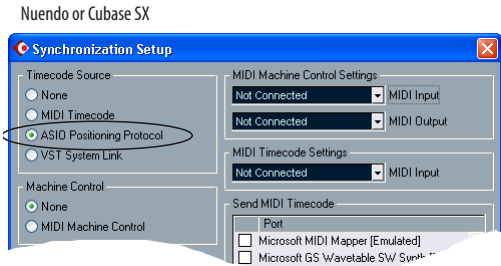 Nuendo or Cubase SX
Synchronization Setup
Timecode Source
None
MIDI Timecode
ASIO Positioning Protocol
VST System Link
Machine Control
None
MIDI Machine Control
MIDI Machine Control Settings
Not Connected MIDI Input
Not Connected MIDI Output
MIDI Timecode Settings
Not Connected MIDI Input
Send MIDI Timecode
Port
Microsoft MIDI Mapper [Emulated]
Microsoft GS Wavetable SW Synth